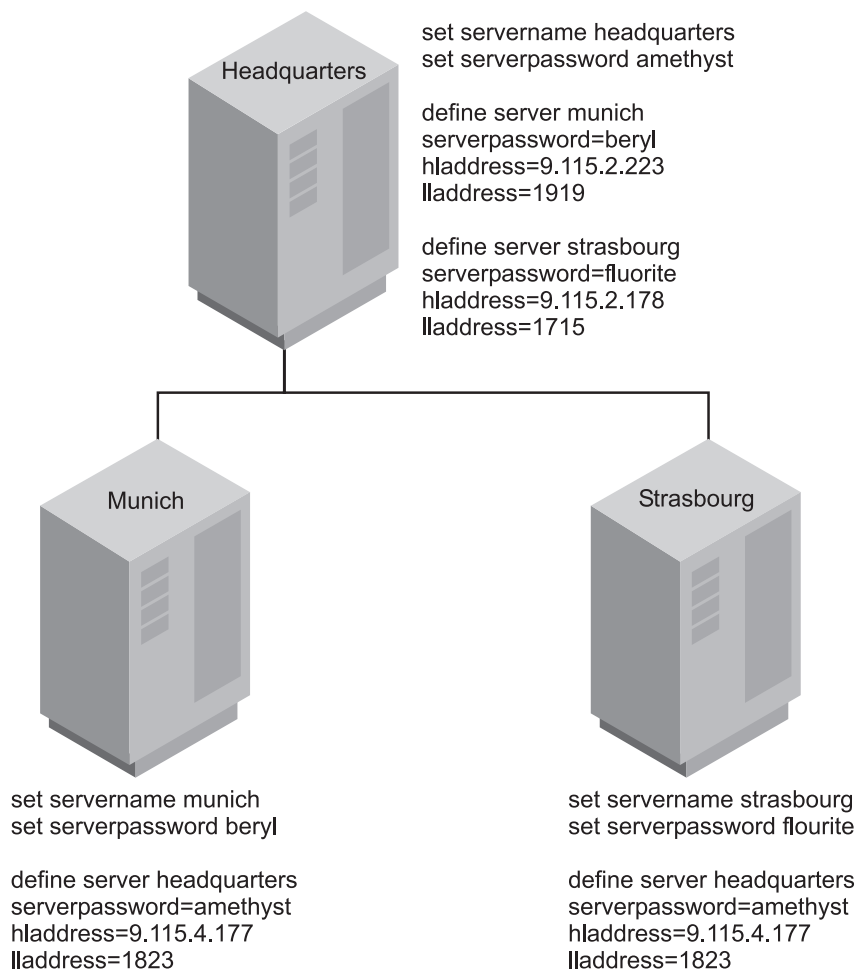 Headquarters
set servername headquarters
set serverpassword amethyst
define server munich
serverpassword=beryl
hladdress=9.115.2.223
lladdress=1919
define server strasbourg
serverpassword=fluorite
hladdress=9.115.2.178
lladdress=1715
Munich
set servername munich
set serverpassword beryl
define server headquarters
serverpassword=amethyst
hladdress=9.115.4.177
lladdress=1823
Strasbourg
set servername strasbourg
set serverpassword flourite
define server headquarters
serverpassword=amethyst
hladdress=9.115.4.177
lladdress=1823